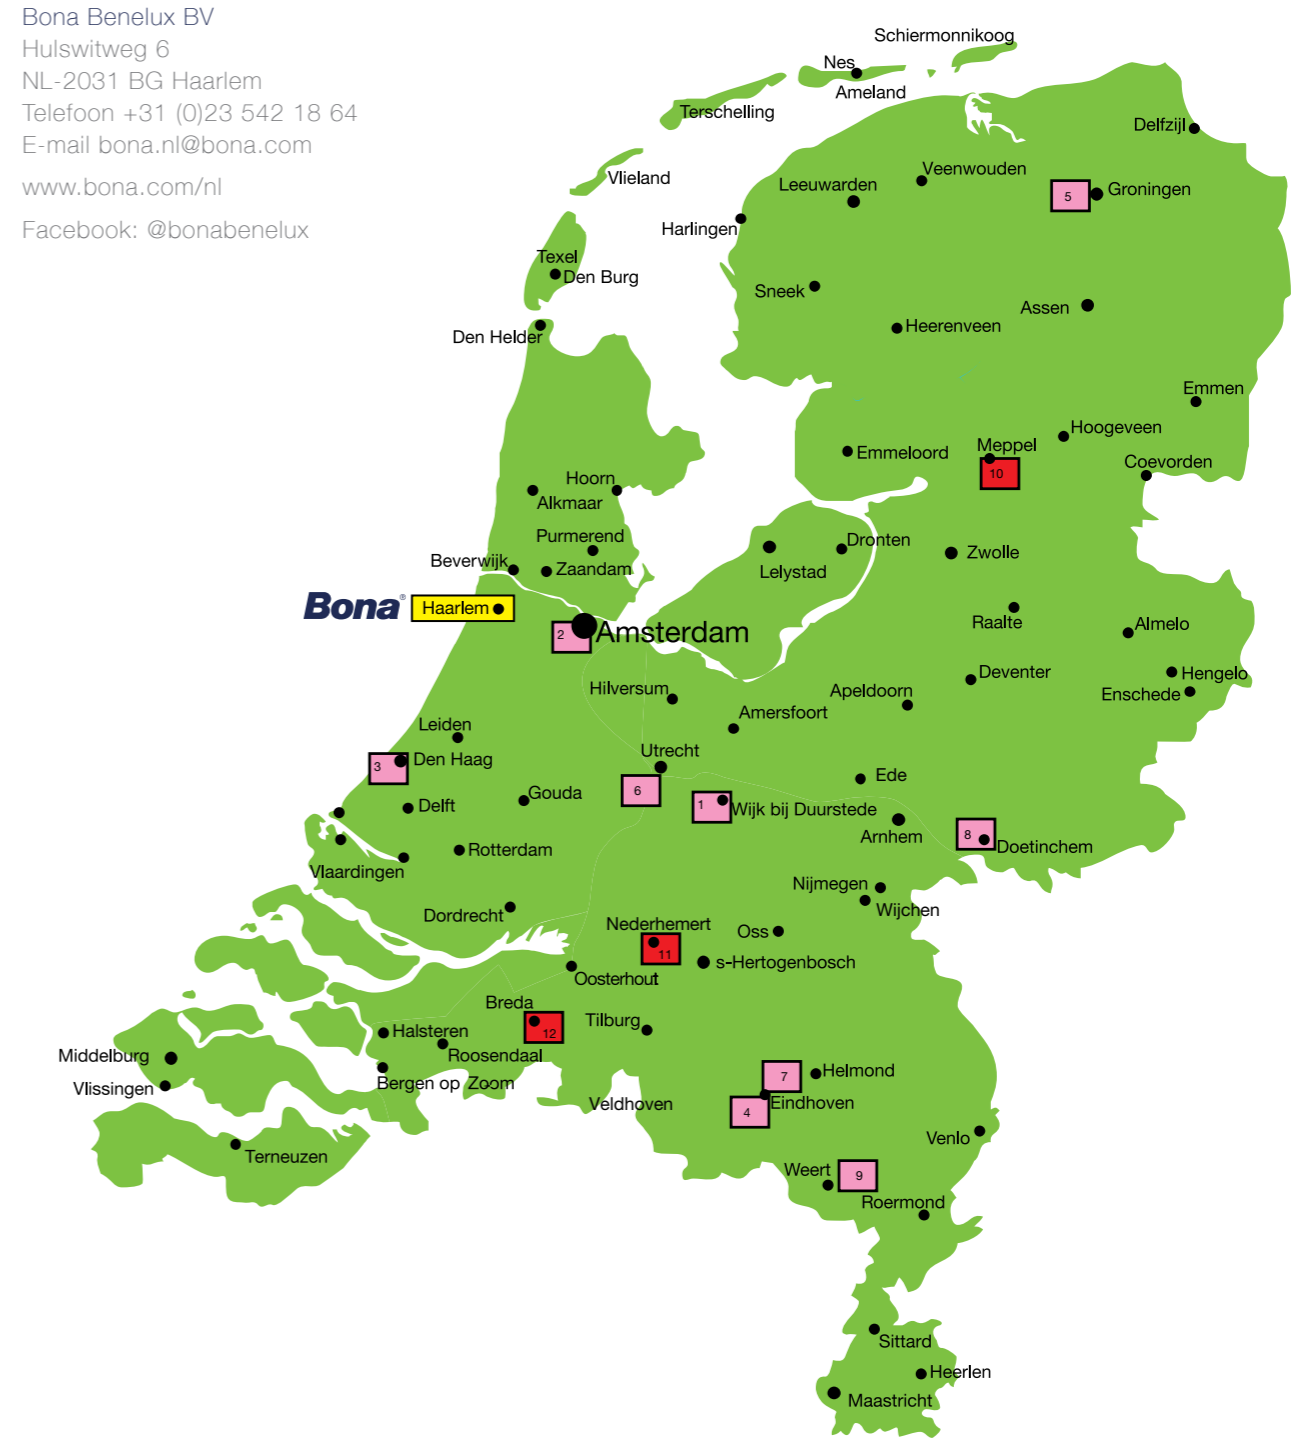 Bona Benelux BV
Hulswitweg 6
NL-2031 BG Haarlem
Telefoon +31 (0)23 542 18 64
E-mail bona.nl@bona.com
www.bona.com/nl
Facebook: @bonabenelux
Schiermonnikoog
Nes
Ameland
Terschelling
Delfzijl
Vlieland
Leeuwarden
Veenwouden
5
Groningen
Harlingen
Texel
Den Burg
Sneek
Assen
Den Helder
Heerenveen
Emmen
Hoogeveen
Meppel
10
Emmeloord
Coevorden
Hoorn
Alkmaar
Purmerend
Dronten
Zwolle
Beverwijk
Zaandam
Lelystad
Bona®
Haarlem
2
Amsterdam
Raalte
Almelo
Hilversum
Deventer
Hengelo
Apeldoorn
Enschede
Amersfoort
Leiden
Utrecht
3
Den Haag
Ede
6
Gouda
Delft
1
Wijk bij Duurstede
Arnhem
8
Doetinchem
Rotterdam
Vlaardingen
Nijmegen
Wijchen
Dordrecht
Nederhemert
11
Oss
s-Hertogenbosch
Oosterhout
Breda
12
Tilburg
Halsteren
Roosendaal
Middelburg
Vlissingen
Bergen op Zoom
7
Helmond
Veldhoven
4
Eindhoven
Venlo
Terneuzen
Weert
9
Roermond
Sittard
Heerlen
Maastricht